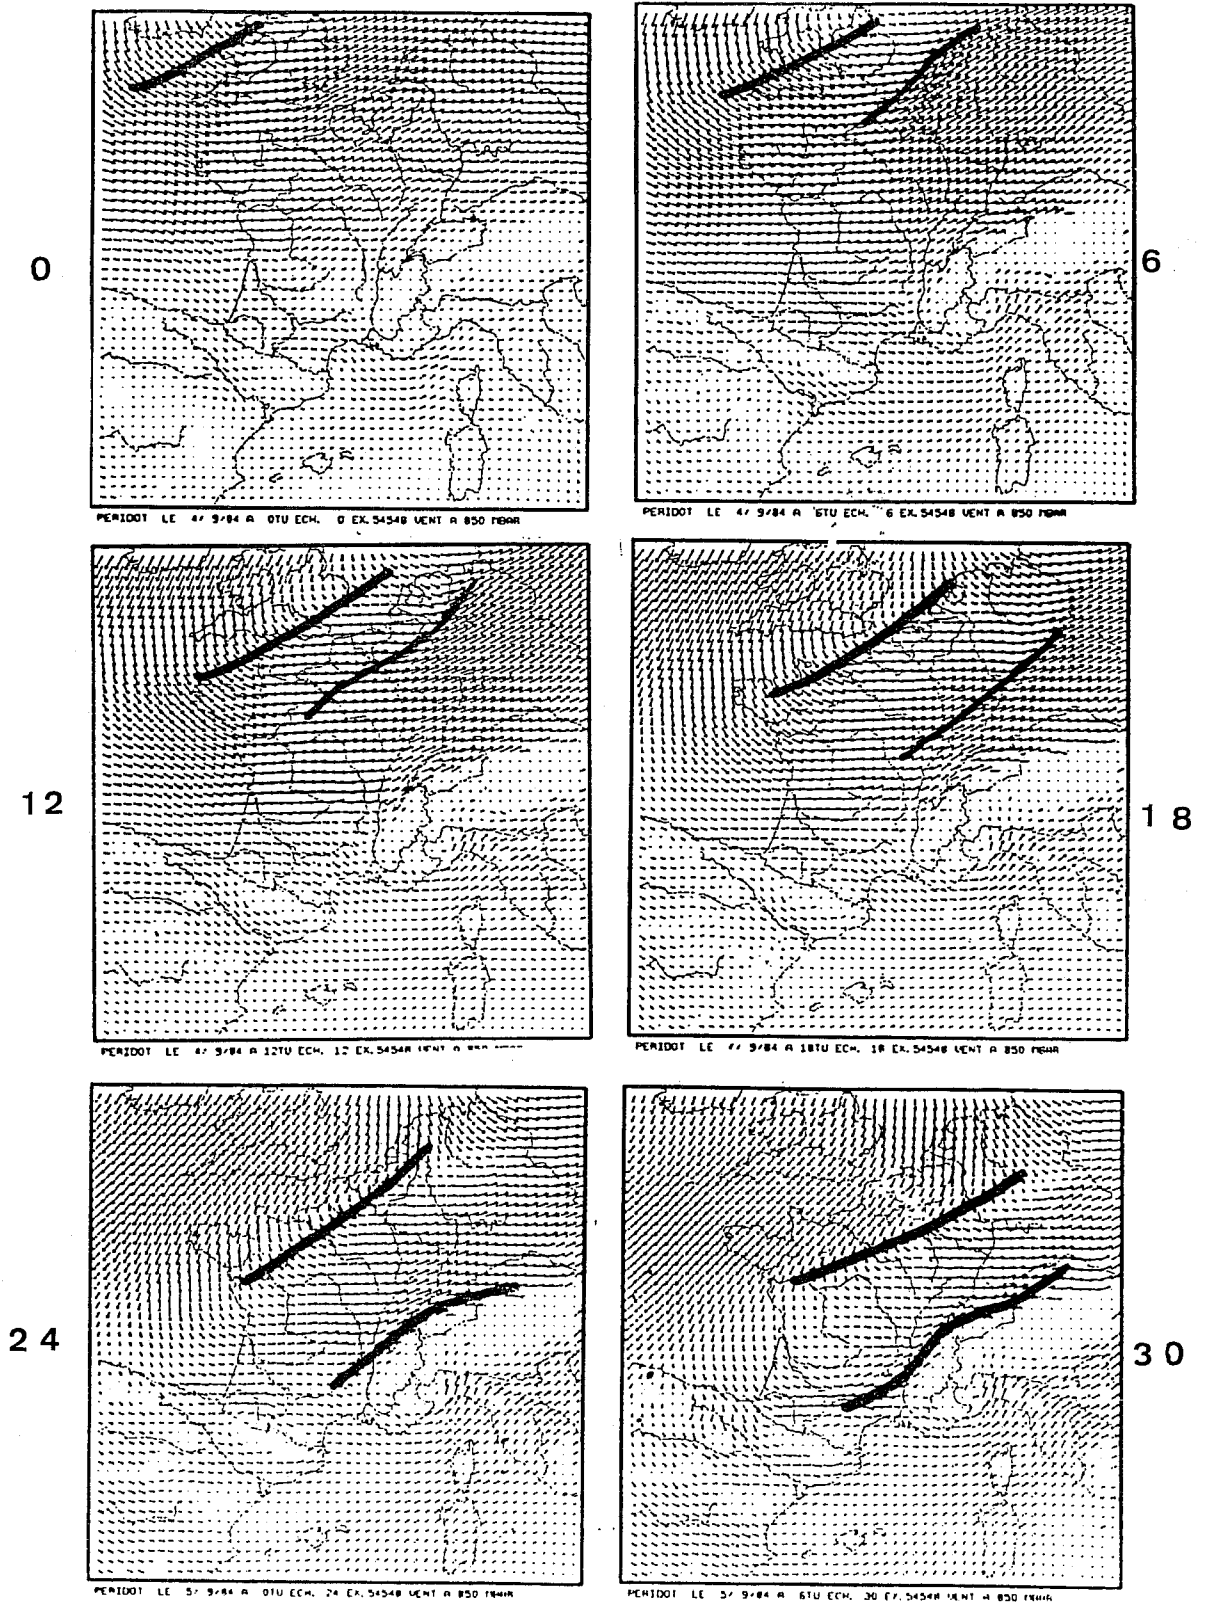 0
6
PERIDOT LE 4/ 9/84 A 0TU ECH. 0 EX.54548 VENT A 850 MBAR
PERIDOT LE 4/ 9/84 A 6TU ECH. 6 EX.54548 VENT A 850 MBAR
12
18
PERIDOT LE 4/ 9/84 A 12TU ECH. 12 EX.54548 VENT A 850 MBAR
PERIDOT LE 4/ 9/84 A 18TU ECH. 18 EX.54548 VENT A 850 MBAR
24
30
PERIDOT LE 5/ 9/84 A 0TU ECH. 24 EX.54548 VENT A 850 MBAR
PERIDOT LE 5/ 9/84 A 6TU ECH. 30 EX.54548 VENT A 850 MBAR